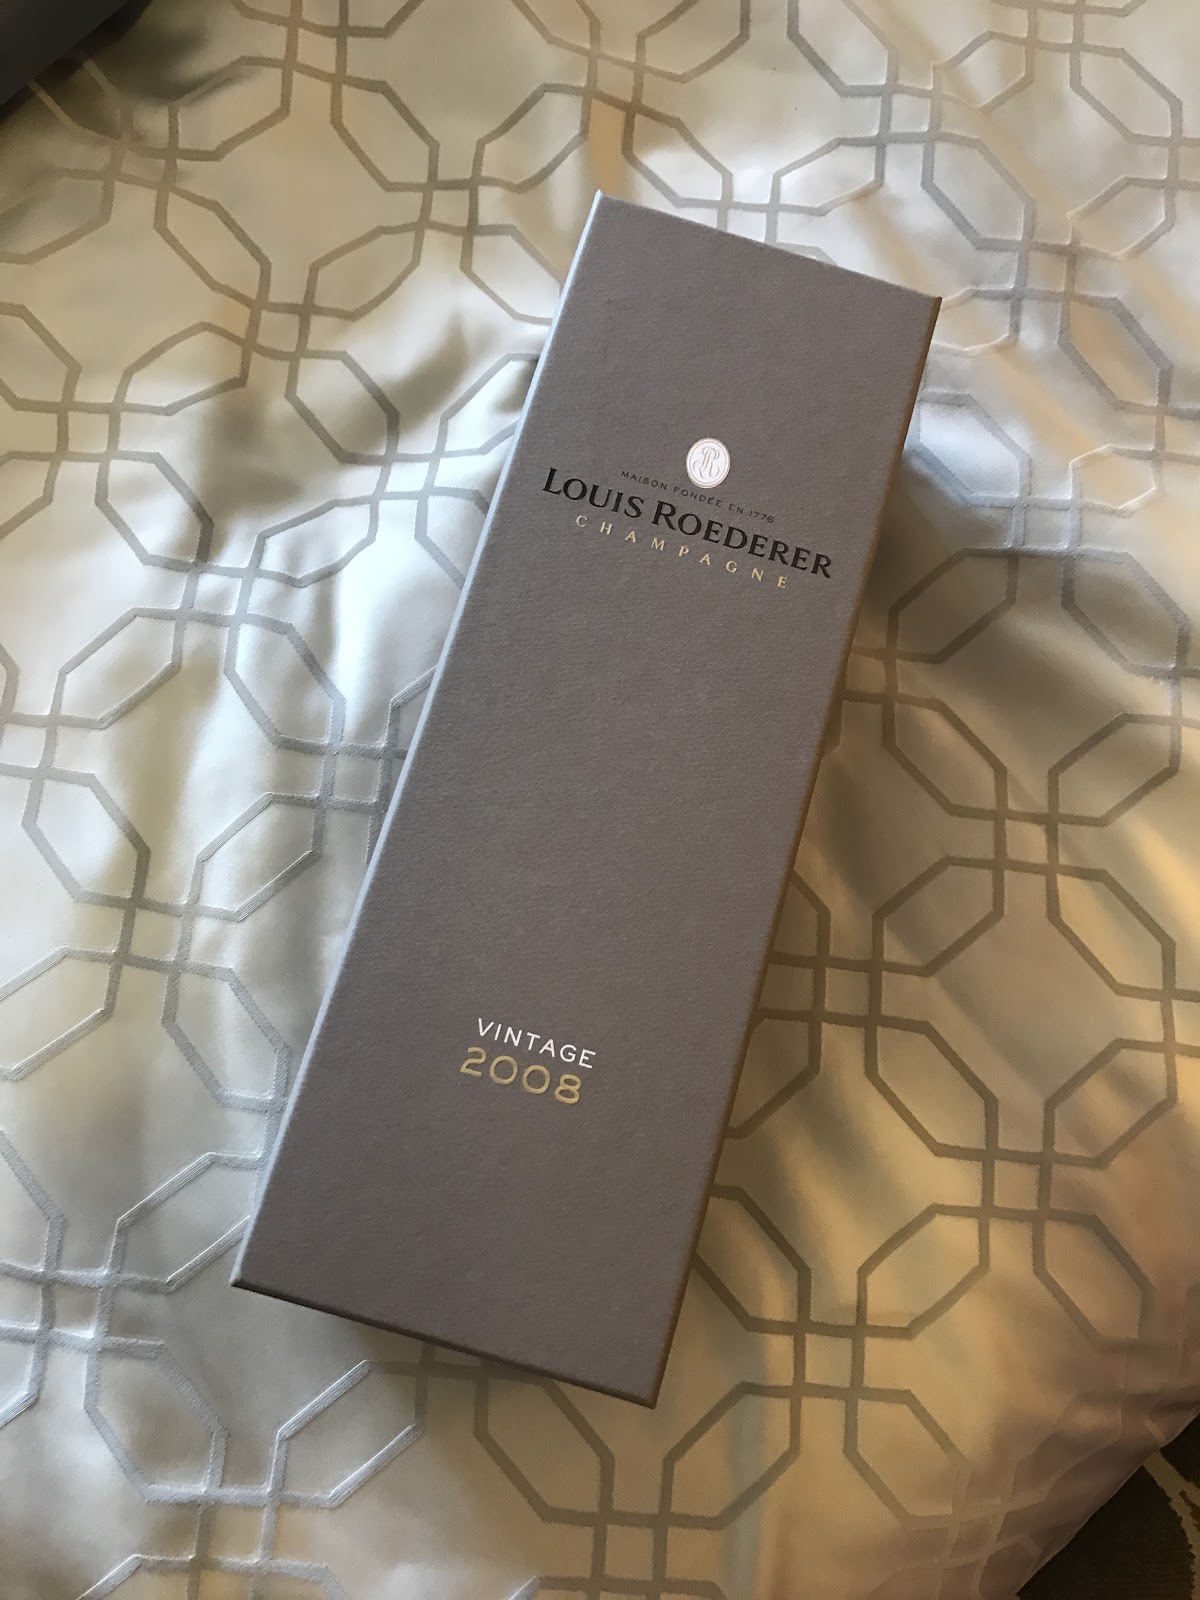 MAISON FONDÉE EN 1776
LOUIS ROEDERER
CHAMPAGNE
VINTAGE
2008